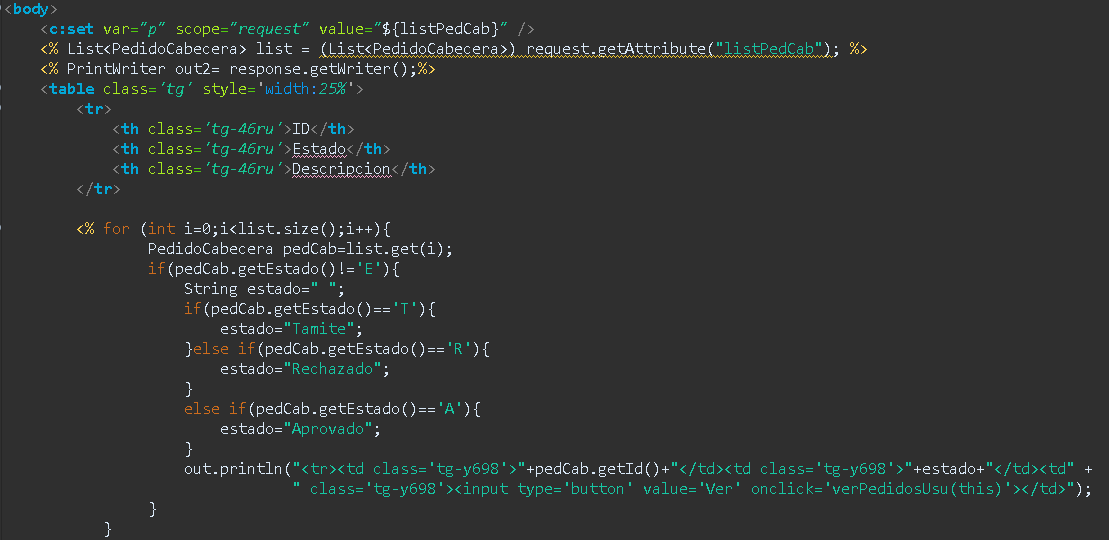 <body>
<c:set var="p" scope="request" value="${listPedCab}" />
<% List<PedidoCabecera> list = (List<PedidoCabecera>) request.getAttribute("listPedCab"); %>
<% PrintWriter out2= response.getWriter();%>
<table class='tg' style='width:25%'>
<tr>
<th class='tg-46ru'>ID</th>
<th class='tg-46ru'>Estado</th>
<th class='tg-46ru'>Descripcion</th>
</tr>
<% for (int i=0;i<list.size();i++){
PedidoCabecera pedCab=list.get(i);
if(pedCab.getEstado()!='E'){
String estado=" ";
if(pedCab.getEstado()=='T'){
estado="Tamite";
}else if(pedCab.getEstado()=='R'){
estado="Rechazado";
}
else if(pedCab.getEstado()=='A'){
estado="Aprovado";
}
out.println("<tr><td class='tg-y698'>"+pedCab.getId()+"</td><td class='tg-y698'>"+estado+"</td><td" +
" class='tg-y698'><input type='button' value='Ver' onclick='verPedidosUsu(this)'></td>");
}
}